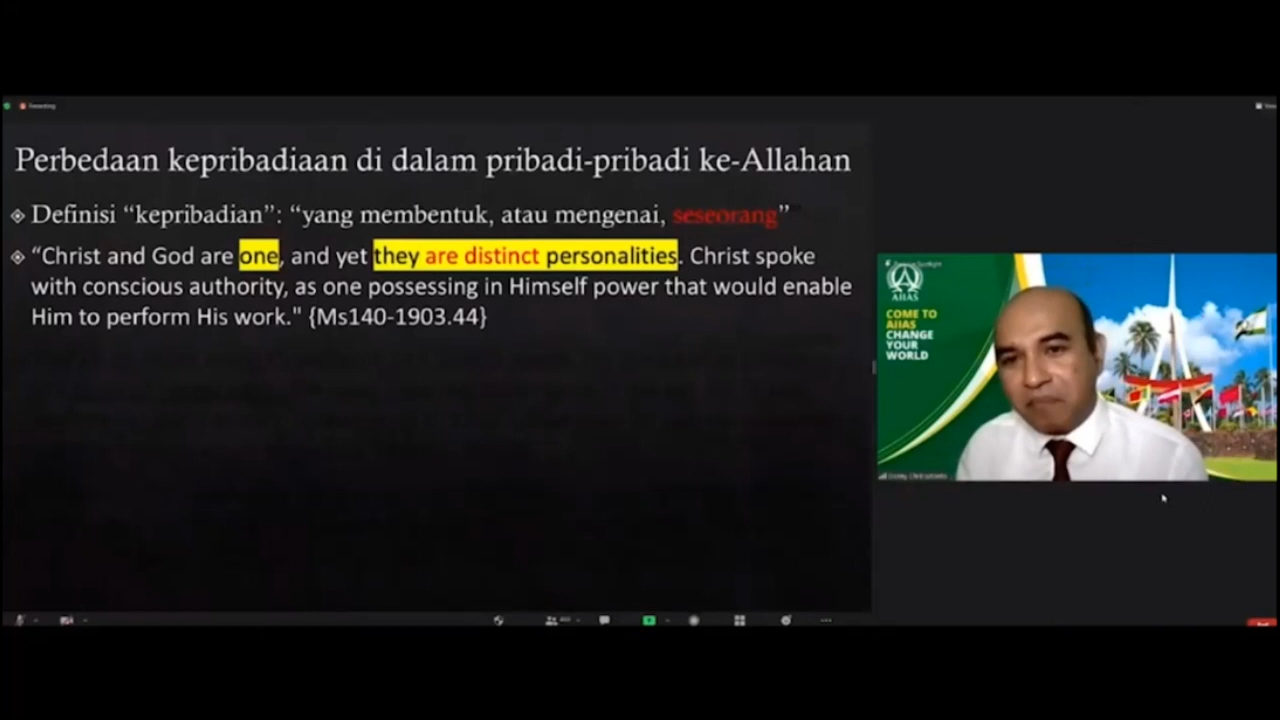 Perbedaan kepribadiaan di dalam pribadi-pribadi ke-Allahan
Definisi “kepribadian”: “yang membentuk, atau mengenai, seseorang”
“Christ and God are one, and yet they are distinct personalities. Christ spoke
with conscious authority, as one possessing in Himself power that would enable
Him to perform His work." {Ms140-1903.44}
AIIAS
COME TO
AIIAS
CHANGE
YOUR
WORLD